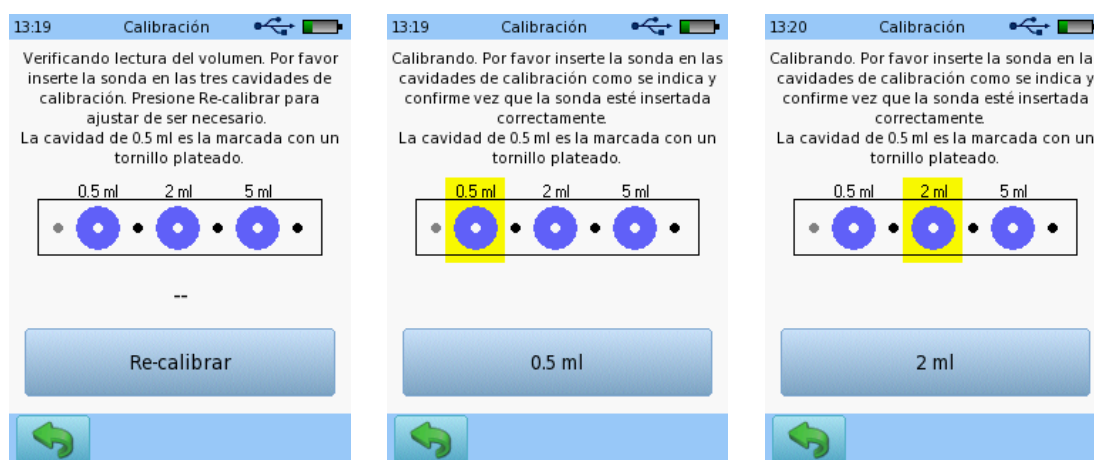 13:19 Calibración
Verificando lectura del volumen. Por favor
inserte la sonda en las tres cavidades de
calibración. Presione Re-calibrar para
ajustar de ser necesario.
La cavidad de 0.5 ml es la marcada con un
tornillo plateado.
0.5 ml 2 ml 5 ml
--
Re-calibrar
13:19 Calibración
Calibrando. Por favor inserte la sonda en las
cavidades de calibración como se indica y
confirme vez que la sonda esté insertada
correctamente.
La cavidad de 0.5 ml es la marcada con un
tornillo plateado.
0.5 ml 2 ml 5 ml
0.5 ml
13:20 Calibración
Calibrando. Por favor inserte la sonda en la
cavidades de calibración como se indica y
confirme vez que la sonda esté insertada
correctamente.
La cavidad de 0.5 ml es la marcada con un
tornillo plateado.
0.5 ml 2 ml 5 ml
2 ml